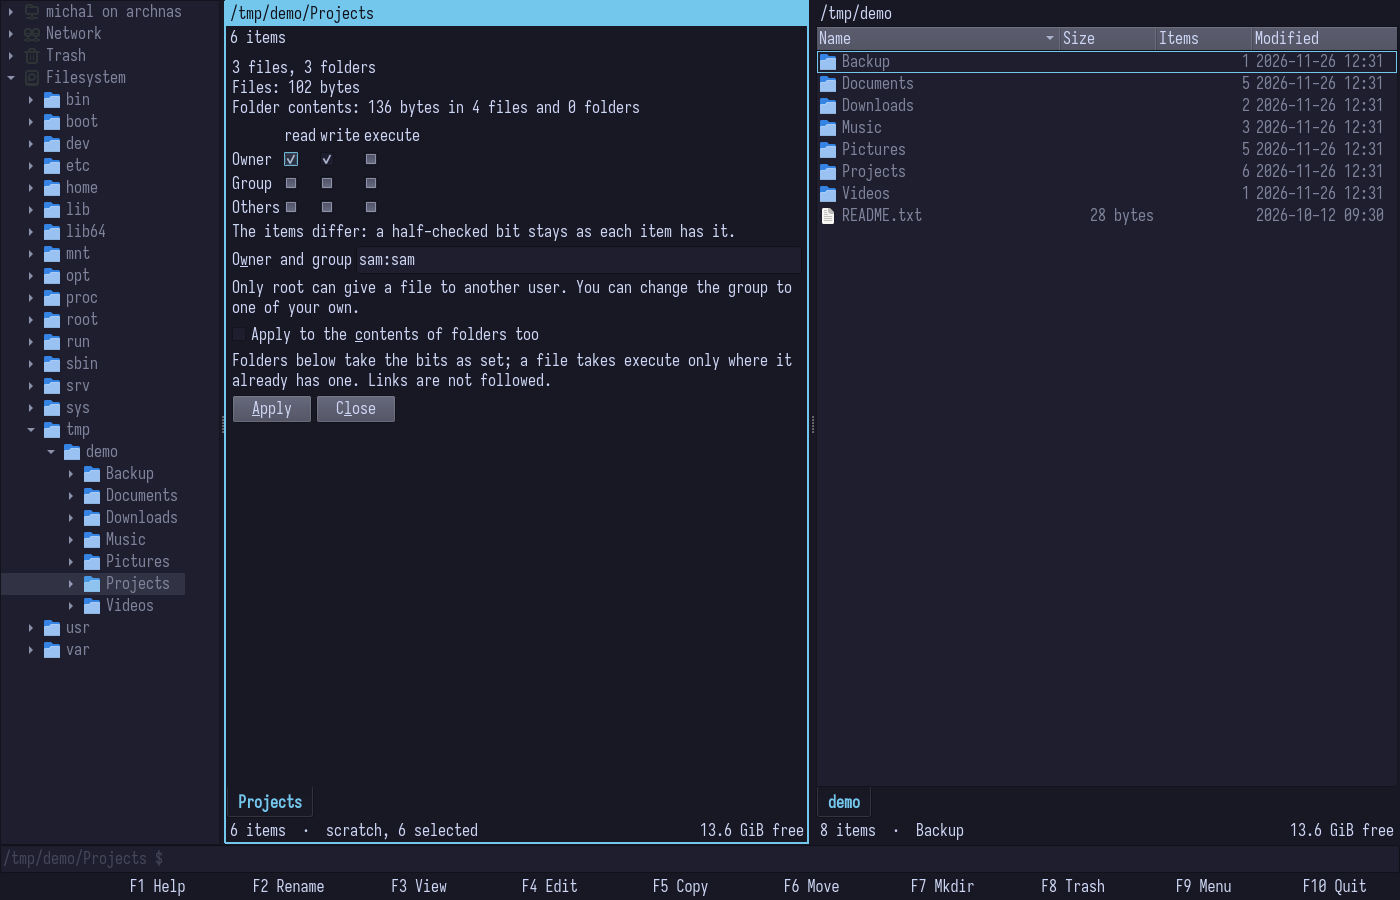 michal on archnas
Network
Trash
Filesystem
bin
boot
dev
etc
home
lib
lib64
mnt
opt
proc
root
run
sbin
srv
sys
tmp
demo
Backup
Documents
Downloads
Music
Pictures
Projects
Videos
usr
var
/tmp/demo/Projects
6 items
3 files, 3 folders
Files: 102 bytes
Folder contents: 136 bytes in 4 files and 0 folders
read write execute
Owner
Group
Others
The items differ: a half-checked bit stays as each item has it.
Owner and group sam:sam
Only root can give a file to another user. You can change the group to
one of your own.
Apply to the contents of folders too
Folders below take the bits as set; a file takes execute only where it
already has one. Links are not followed.
Apply Close
Projects
6 items · scratch, 6 selected 13.6 GiB free
/tmp/demo
Name Size Items Modified
Backup 1 2026-11-26 12:31
Documents 5 2026-11-26 12:31
Downloads 2 2026-11-26 12:31
Music 3 2026-11-26 12:31
Pictures 5 2026-11-26 12:31
Projects 6 2026-11-26 12:31
Videos 1 2026-11-26 12:31
README.txt 28 bytes 2026-10-12 09:30
demo
8 items · Backup 13.6 GiB free
/tmp/demo/Projects $
F1 Help F2 Rename F3 View F4 Edit F5 Copy F6 Move F7 Mkdir F8 Trash F9 Menu F10 Quit